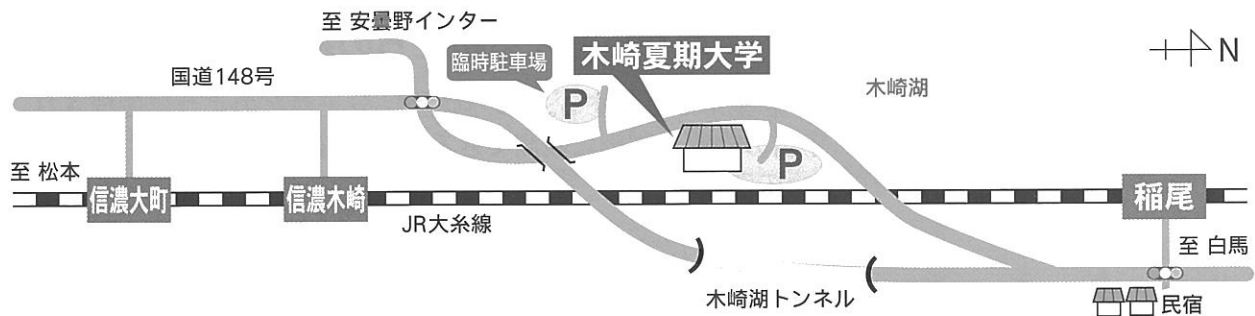 至 安曇野インター
国道148号
臨時駐車場
P
木崎夏期大学
木崎湖
N
P
至 松本
信濃大町
信濃木崎
稲尾
JR大糸線
至 白馬
木崎湖トンネル
民宿